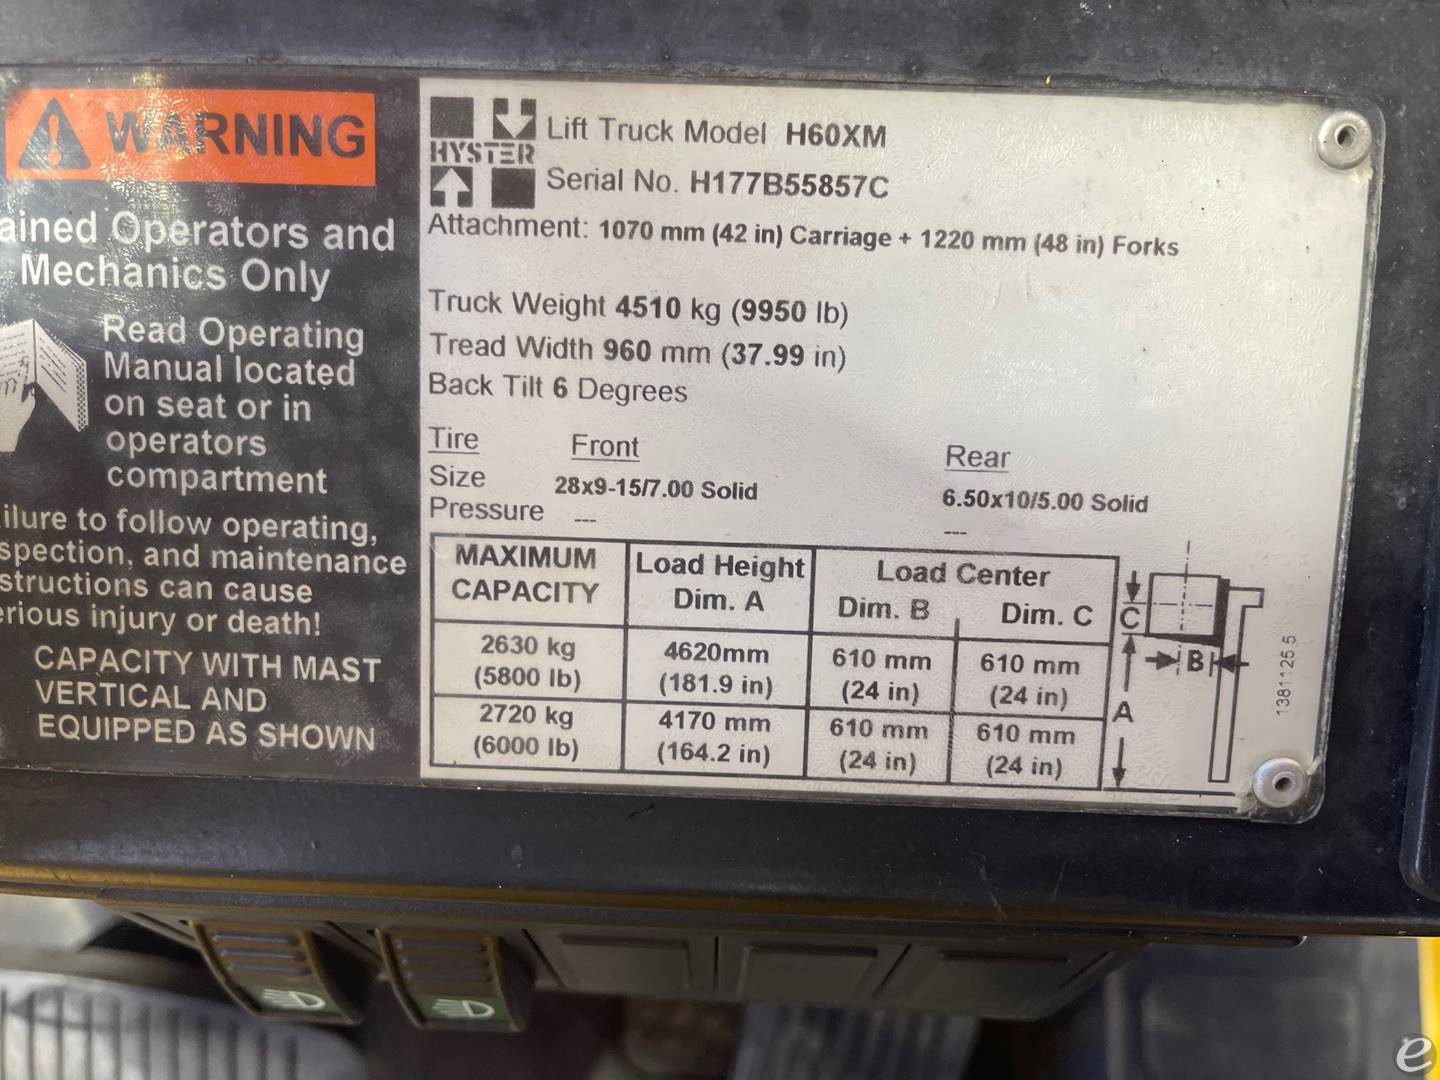 WARNING
ained Operators and
Mechanics Only
Read Operating
Manual located
on seat or in
operators
compartment
ilure to follow operating,
spection, and maintenance
structions can cause
erious injury or death!
CAPACITY WITH MAST
VERTICAL AND
EQUIPPED AS SHOWN
HYSTER
Lift Truck Model H60XM
Serial No. H177B55857C
Attachment: 1070 mm (42 in) Carriage + 1220 mm (48 in) Forks
Truck Weight 4510 kg (9950 lb)
Tread Width 960 mm (37.99 in)
Back Tilt 6 Degrees
Tire Front Rear
Size 28x9-15/7.00 Solid 6.50x10/5.00 Solid
Pressure --- ---
MAXIMUM CAPACITY Load Height Dim. A Load Center Dim. B Dim. C
2630 kg 4620mm 610 mm 610 mm
(5800 lb) (181.9 in) (24 in) (24 in)
2720 kg 4170 mm 610 mm 610 mm
(6000 lb) (164.2 in) (24 in) (24 in)
C
B
A
1381125 5
e